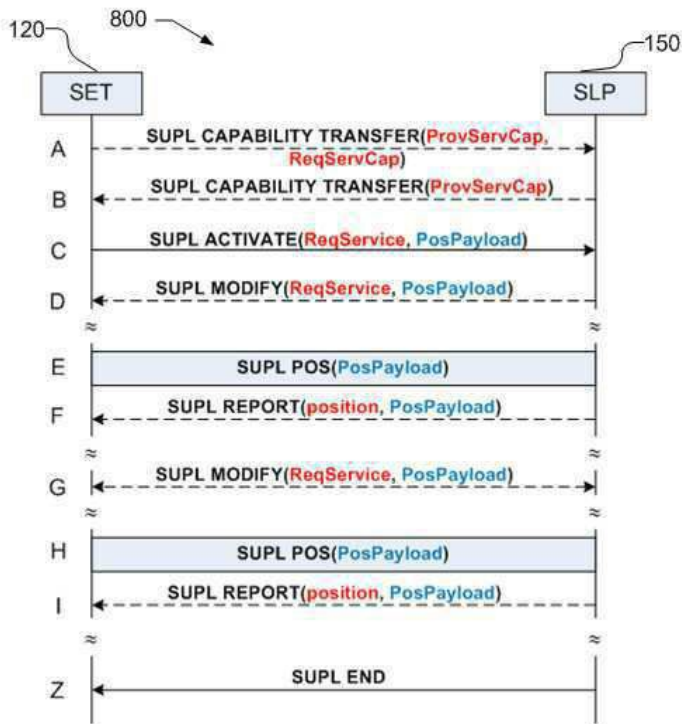 800
120
150
SET
SLP
A
SUPL CAPABILITY TRANSFER(ProvServCap,
ReqServCap)
B
SUPL CAPABILITY TRANSFER(ProvServCap)
C
SUPL ACTIVATE(ReqService, PosPayload)
D
SUPL MODIFY(ReqService, PosPayload)
≈ ≈
E
SUPL POS(PosPayload)
F
SUPL REPORT(position, PosPayload)
≈ ≈
G
SUPL MODIFY(ReqService, PosPayload)
≈ ≈
H
SUPL POS(PosPayload)
I
SUPL REPORT(position, PosPayload)
≈ ≈
Z
SUPL END